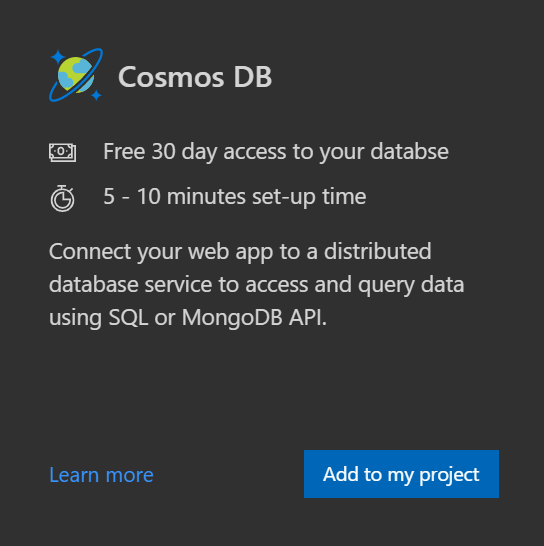 Cosmos DB
Free 30 day access to your databse
5 - 10 minutes set-up time
Connect your web app to a distributed
database service to access and query data
using SQL or MongoDB API.
Learn more
Add to my project